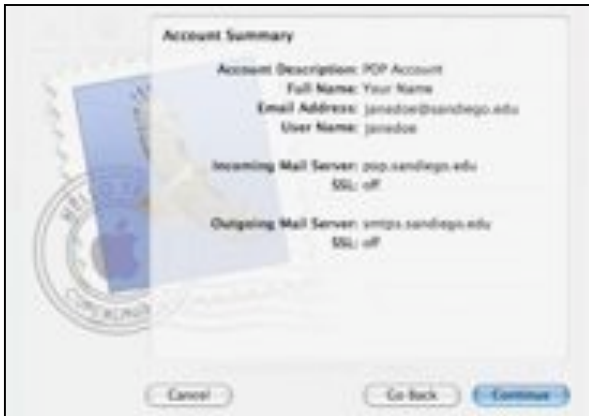 Account Summary
Account Description: POP Account
Full Name: Your Name
Email Address: janedoe@sandiego.edu
User Name: janedoe
Incoming Mail Server: pop.sandiego.edu
SSL: off
Outgoing Mail Server: smtps.sandiego.edu
SSL: off
Cancel
Go Back
Continue